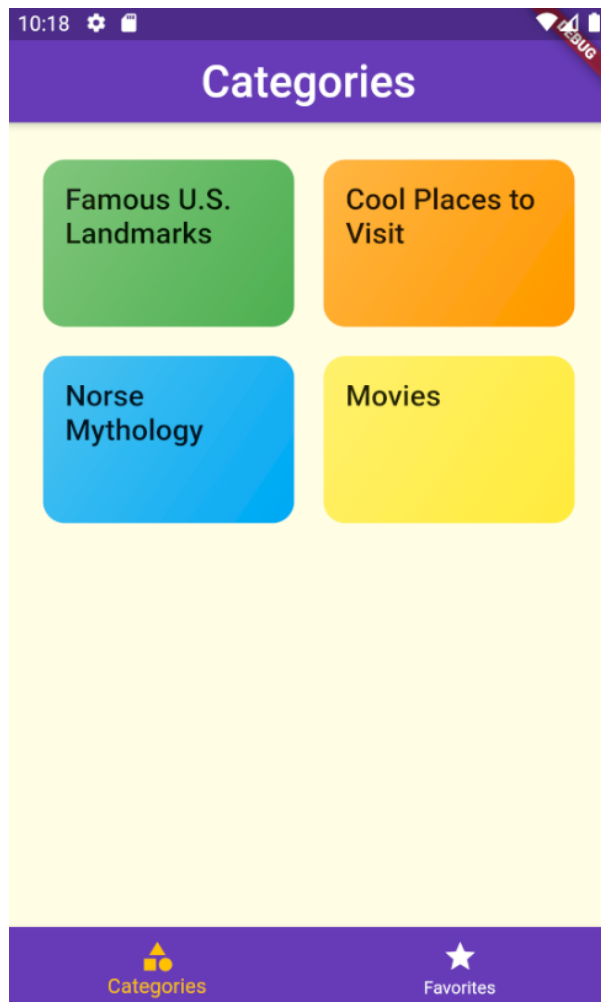 10:18
DEBUG
Categories
Famous U.S.
Landmarks
Cool Places to
Visit
Norse
Mythology
Movies
Categories
Favorites